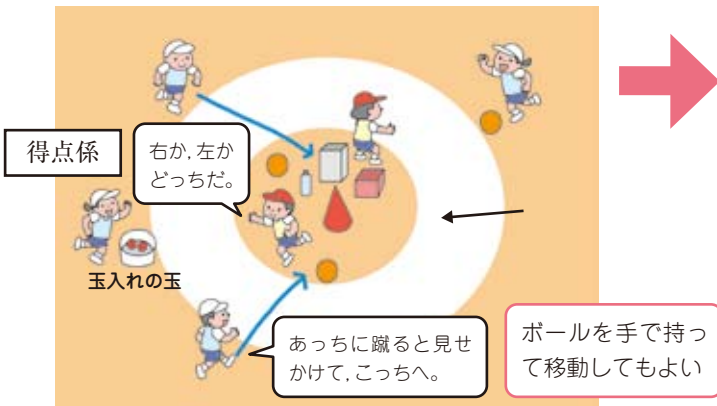 得点係
右か,左か
どっちだ。
玉入れの玉
あっちに蹴ると見せ
かけて,こっちへ。
ボールを手で持っ
て移動してもよい